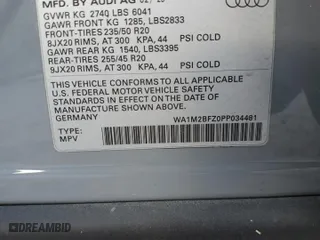 MFD. BY AUDI AG
GVWR KG 2740 LBS 6041
GAWR FRONT KG 1285, LBS2833
FRONT-TIRES 235/50 R20
8JX20 RIMS, AT 300 KPA, 44 PSI COLD
GAWR REAR KG 1540, LBS3395
REAR-TIRES 255/45 R20
9JX20 RIMS, AT 300 KPA, 44 PSI COLD
THIS VEHICLE CONFORMS TO ALL APPLICABLE
U.S. FEDERAL MOTOR VEHICLE SAFETY
STANDARDS IN EFFECT ON THE DATE OF
MANUFACTURE SHOWN ABOVE.
GERMANY WA1M2BFZ0PP034481
TYPE:
MPV
DREAMBID